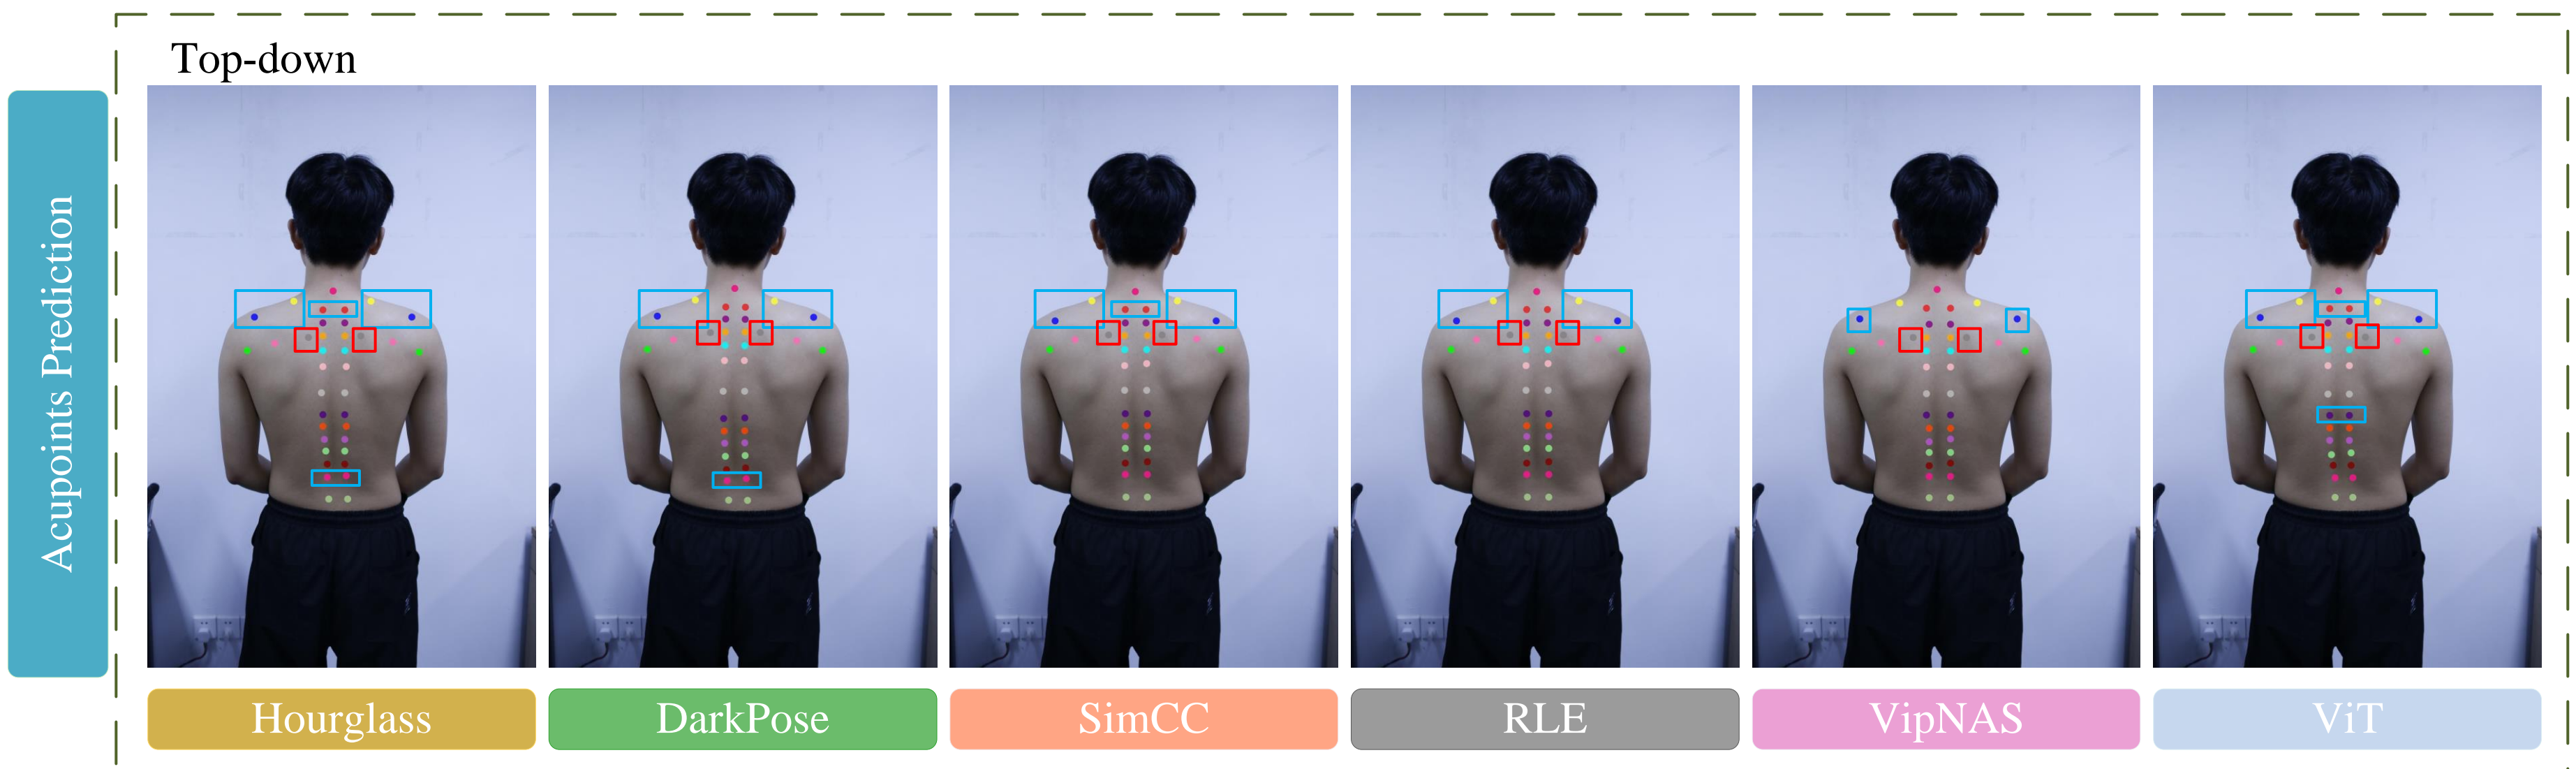 Top-down
Acupoints Prediction
Hourglass
DarkPose
SimCC
RLE
VipNAS
ViT